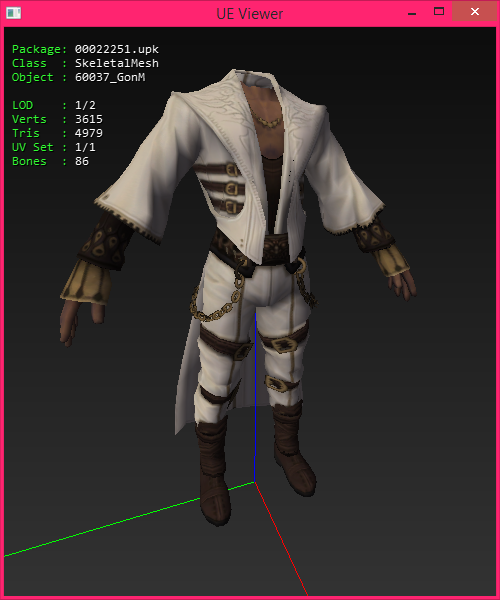 UE Viewer
Package: 00022251.upk
Class : SkeletalMesh
Object : 60037_GonM
LOD : 1/2
Verts : 3615
Tris : 4979
UV Set : 1/1
Bones : 86